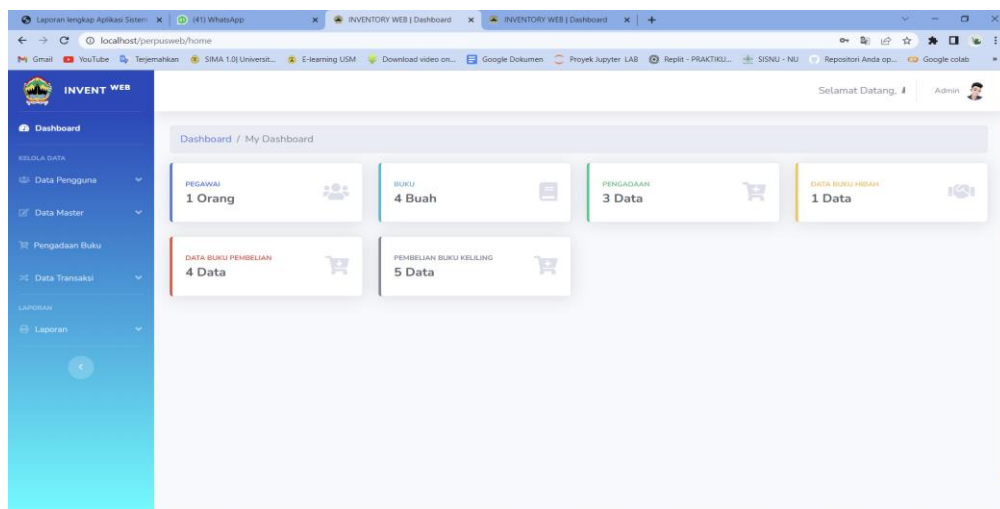 Laporan lengkap Aplikasi Sistem
(41) WhatsApp
INVENTORY WEB | Dashboard
INVENTORY WEB | Dashboard
localhost/perpusweb/home
Gmail
YouTube
Terjemahkan
SIMA 1.0| Universit...
E-learning USM
Download video on...
Google Dokumen
Proyek Jupyter LAB
Replit - PRAKTIKU...
SISNU - NU
Repositori Anda op...
Google colab
INVENT WEB
Selamat Datang,
Admin
Dashboard
Dashboard / My Dashboard
KELOLA DATA
Data Pengguna
Data Master
Pengadaan Buku
Data Transaksi
LAPORAN
Laporan
PEGAWAI
1 Orang
BUKU
4 Buah
PENGADAAN
3 Data
DATA BUKU HIBAH
1 Data
DATA BUKU PEMBELIAN
4 Data
PEMBELIAN BUKU KELILING
5 Data